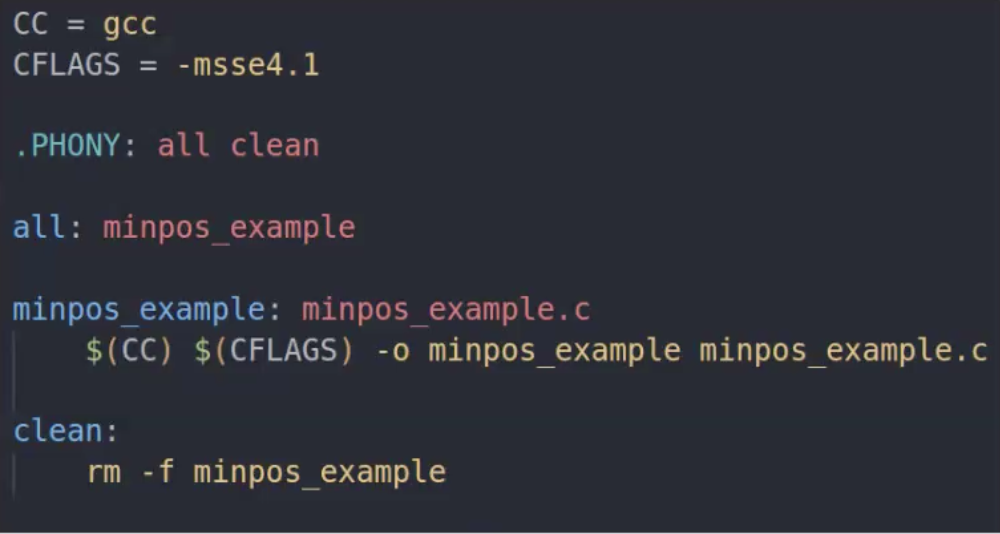 CC = gcc
CFLAGS = -msse4.1
.PHONY: all clean
all: minpos_example
minpos_example: minpos_example.c
$(CC) $(CFLAGS) -o minpos_example minpos_example.c
clean:
rm -f minpos_example